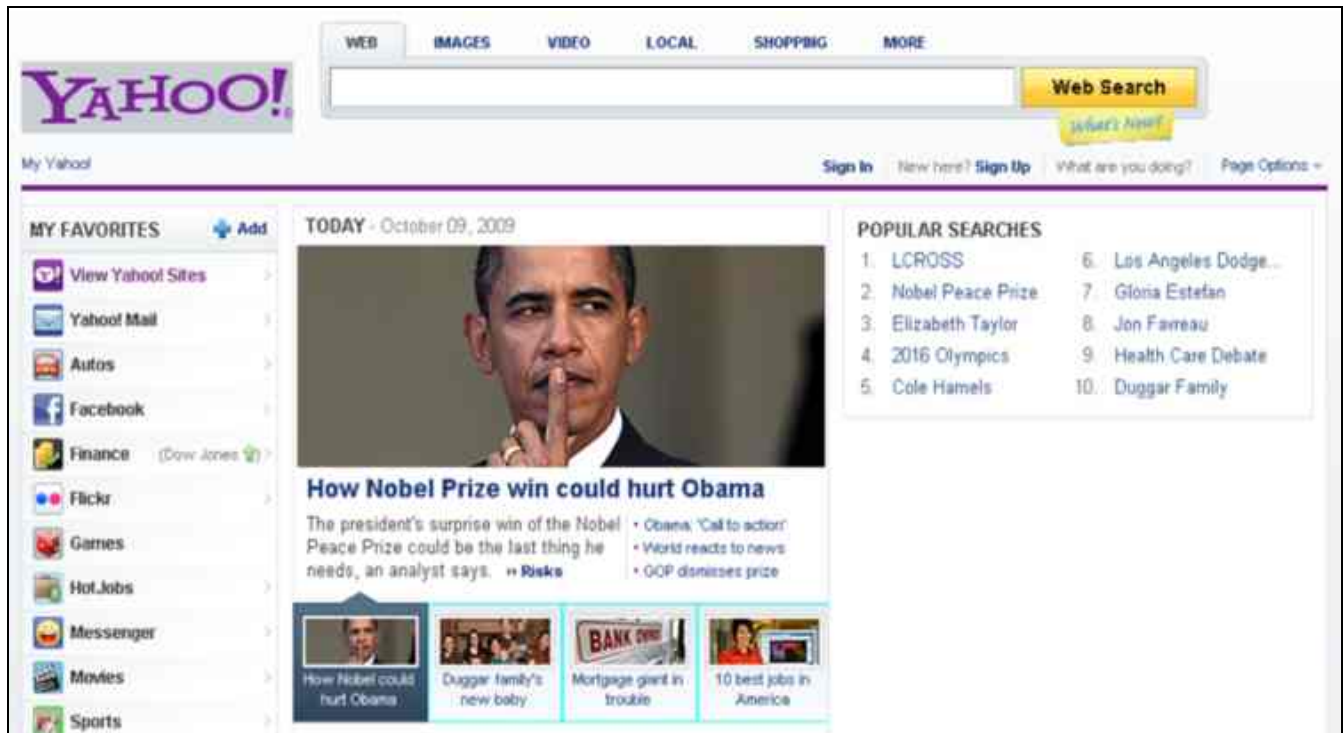 WEB IMAGES VIDEO LOCAL SHOPPING MORE
YAHOO!
Web Search
What's New?
My Yahoo!
Sign In New here? Sign Up What are you doing? Page Options
MY FAVORITES Add
View Yahoo! Sites
Yahoo! Mail
Autos
Facebook
Finance (Dow Jones)
Flickr
Games
HotJobs
Messenger
Movies
Sports
TODAY - October 09, 2009
How Nobel Prize win could hurt Obama
The president's surprise win of the Nobel
Peace Prize could be the last thing he
needs, an analyst says. » Risks
• Obama: 'Call to action'
• World reacts to news
• GOP dismisses prize
BANK OWNED
How Nobel could
hurt Obama
Duggar family's
new baby
Mortgage giant in
trouble
10 best jobs in
America
POPULAR SEARCHES
1. LCROSS
2. Nobel Peace Prize
3. Elizabeth Taylor
4. 2016 Olympics
5. Cole Hamels
6. Los Angeles Dodge...
7. Gloria Estefan
8. Jon Favreau
9. Health Care Debate
10. Duggar Family